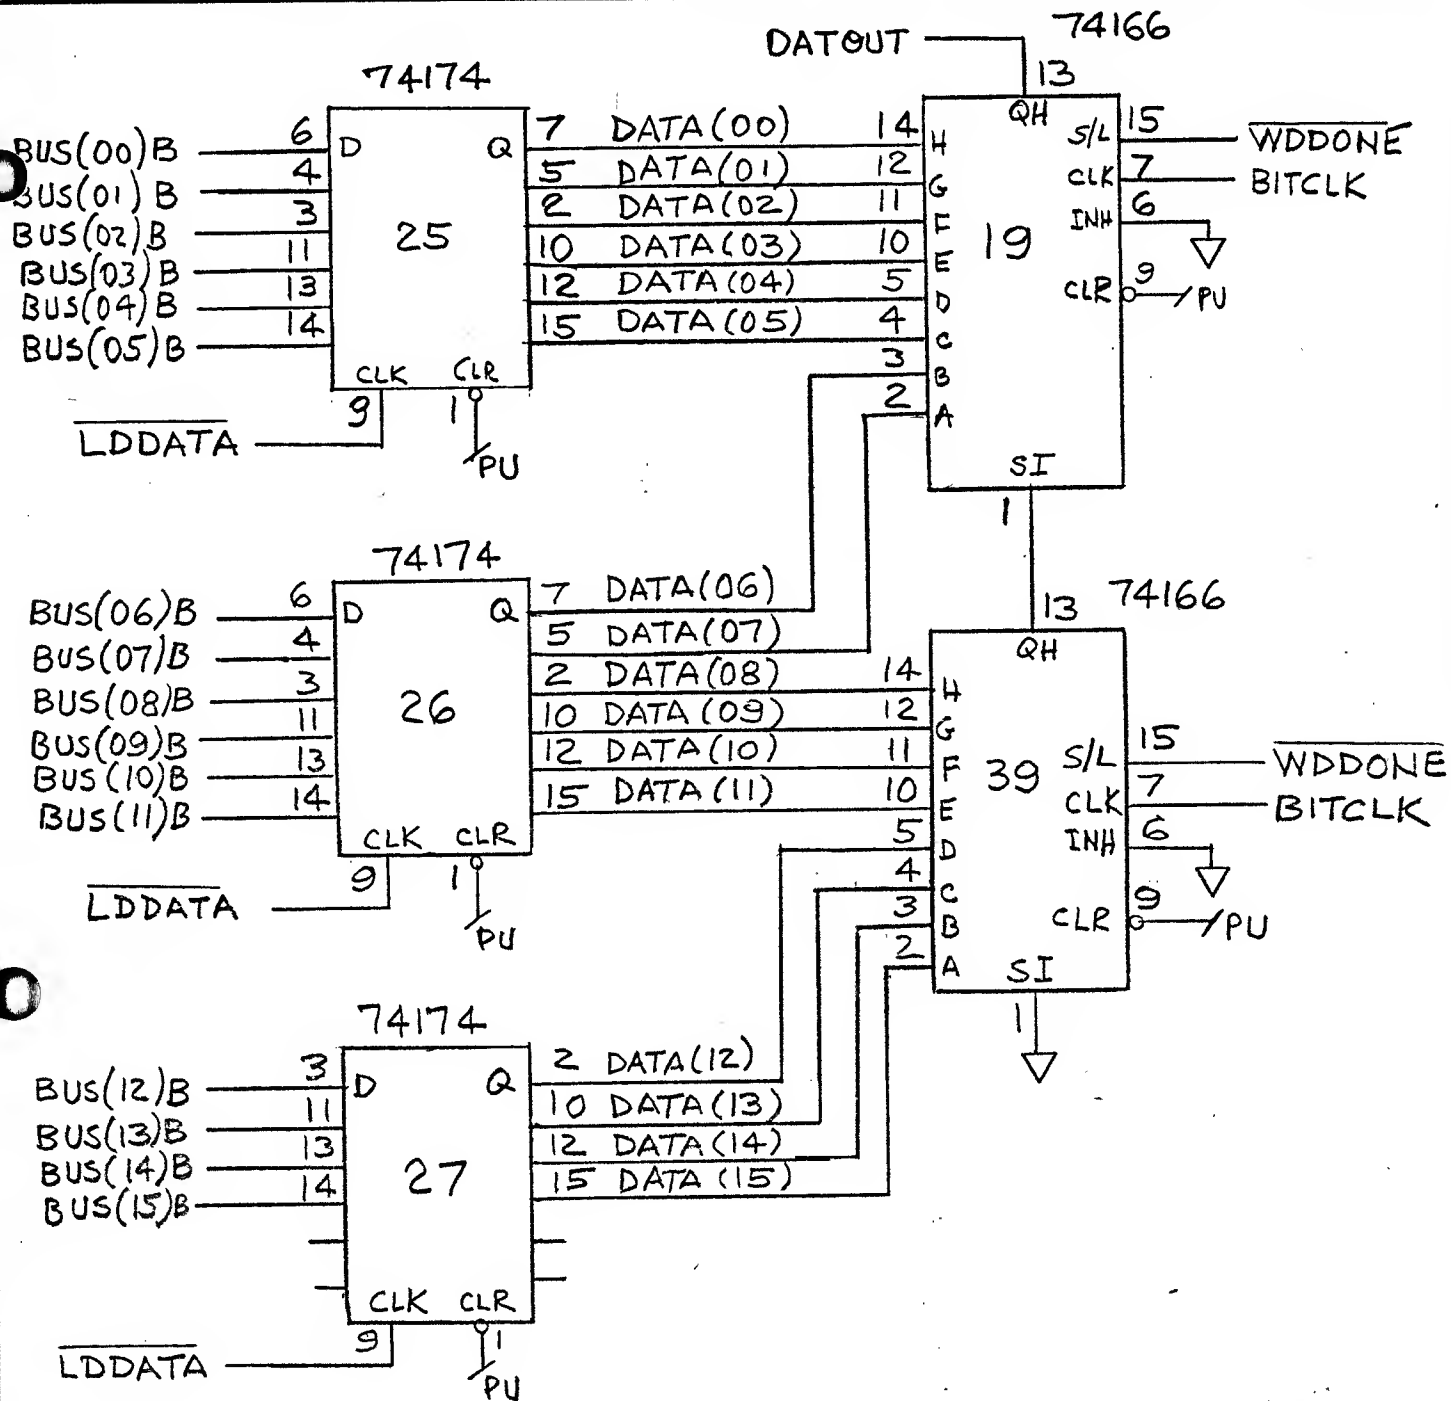 DATOUT
74166
13
QH
14 H
12 G
11 F
10 E
5 D
4 C
3 B
2 A
19
S/L 15 WDDONE
CLK 7 BITCLK
INH 6
CLR 9 PU
SI
1
74174
BUS(00)B 6 D
BUS(01)B 4
BUS(02)B 3
BUS(03)B 11
BUS(04)B 13
BUS(05)B 14
25
Q 7 DATA(00)
5 DATA(01)
2 DATA(02)
10 DATA(03)
12 DATA(04)
15 DATA(05)
CLK CLR
9 1
LDDATA
PU
74174
BUS(06)B 6 D
BUS(07)B 4
BUS(08)B 3
BUS(09)B 11
BUS(10)B 13
BUS(11)B 14
26
Q 7 DATA(06)
5 DATA(07)
2 DATA(08)
10 DATA(09)
12 DATA(10)
15 DATA(11)
CLK CLR
9 1
LDDATA
PU
74166
13
QH
14 H
12 G
11 F
10 E
5 D
4 C
3 B
2 A
39
S/L 15 WDDONE
CLK 7 BITCLK
INH 6
CLR 9 PU
SI
1
74174
BUS(12)B 3 D
BUS(13)B 11
BUS(14)B 13
BUS(15)B 14
27
Q 2 DATA(12)
10 DATA(13)
12 DATA(14)
15 DATA(15)
CLK CLR
9 1
LDDATA
PU